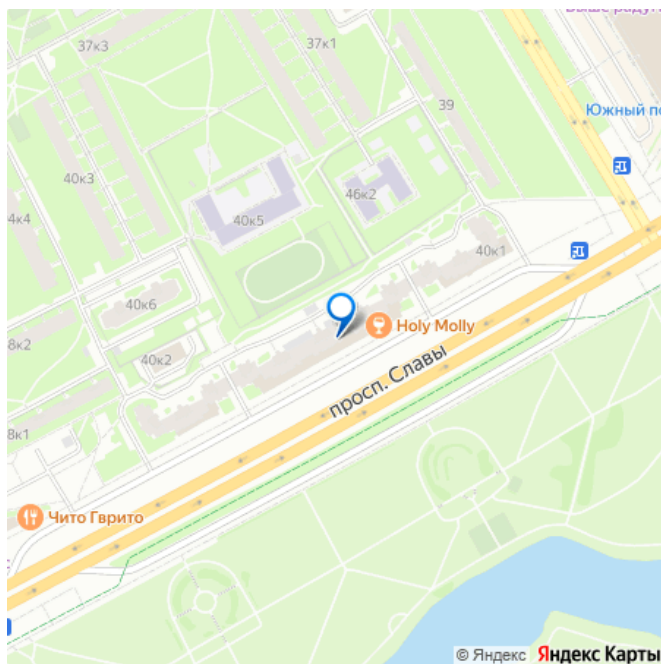 37к3
37к1
39
Южный по
40к3
46к2
4к4
40к5
40к1
40к6
Holy Molly
8к2
40к2
просп. Славы
8к1
Чито Гврито
© Яндекс Яндекс Карты